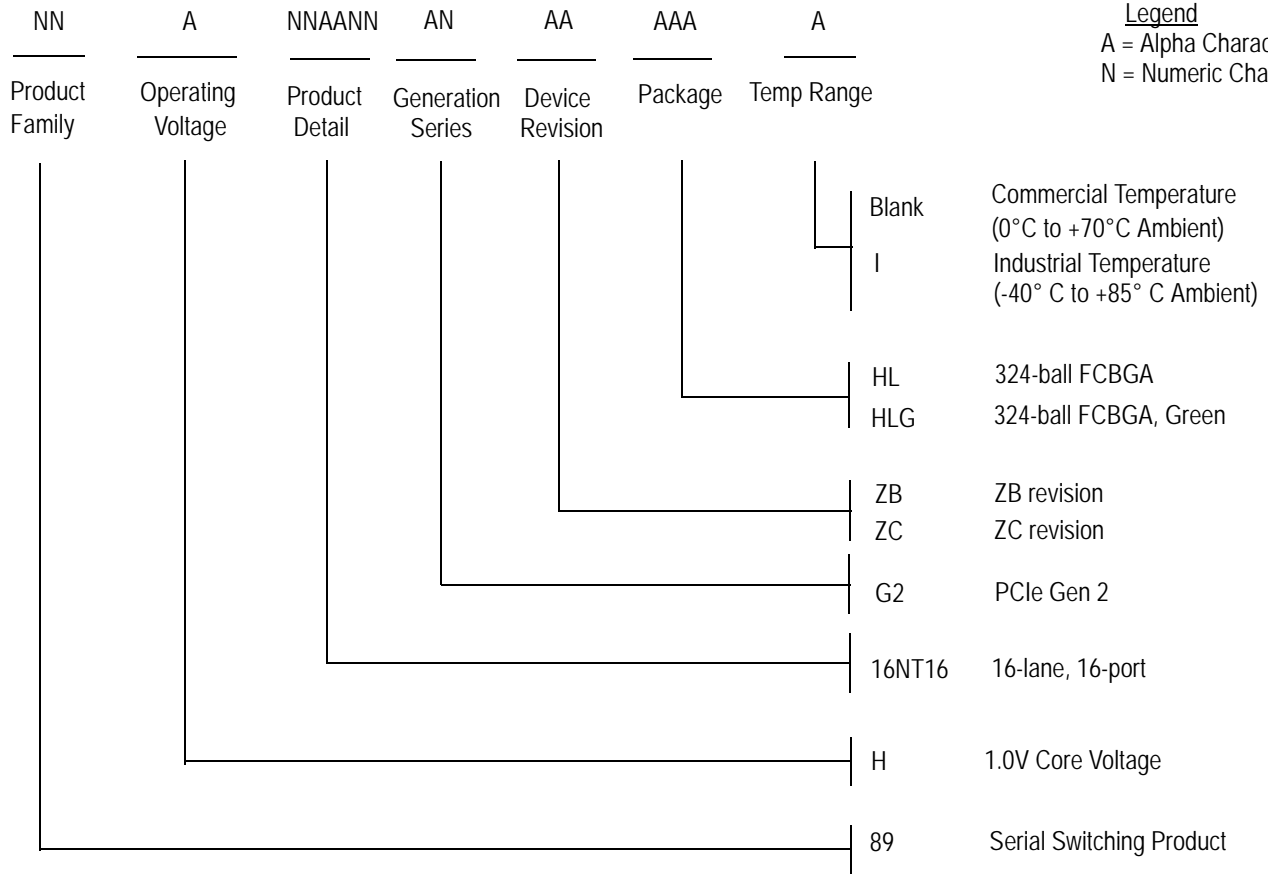 NN A NNAANN AN AA AAA A
Legend
A = Alpha
N = Numeric
Product Family
Operating Voltage
Product Detail
Generation Series
Device Revision
Package
Temp Range
Blank Commercial Temperature
(0°C to +70°C Ambient)
I Industrial Temperature
(-40° C to +85° C Ambient)
HL 324-ball FCBGA
HLG 324-ball FCBGA, Green
ZB ZB revision
ZC ZC revision
G2 PCIe Gen 2
16NT16 16-lane, 16-port
H 1.0V Core Voltage
89 Serial Switching Product